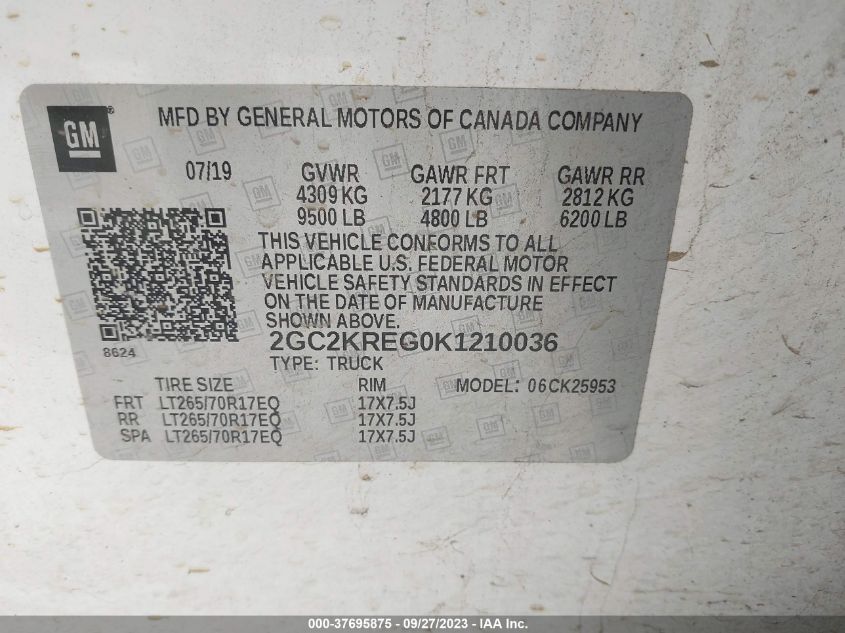 GM
MFD BY GENERAL MOTORS OF CANADA COMPANY
07/19 GVWR GAWR FRT GAWR RR
4309 KG 2177 KG 2812 KG
9500 LB 4800 LB 6200 LB
THIS VEHICLE CONFORMS TO ALL
APPLICABLE U.S. FEDERAL MOTOR
VEHICLE SAFETY STANDARDS IN EFFECT
ON THE DATE OF MANUFACTURE
SHOWN ABOVE.
2GC2KREG0K1210036
8624
TYPE: TRUCK
TIRE SIZE RIM MODEL: 06CK25953
FRT LT265/70R17EQ 17X7.5J
RR LT265/70R17EQ 17X7.5J
SPA LT265/70R17EQ 17X7.5J
000-37695875 - 09/27/2023 - IAA, Inc.